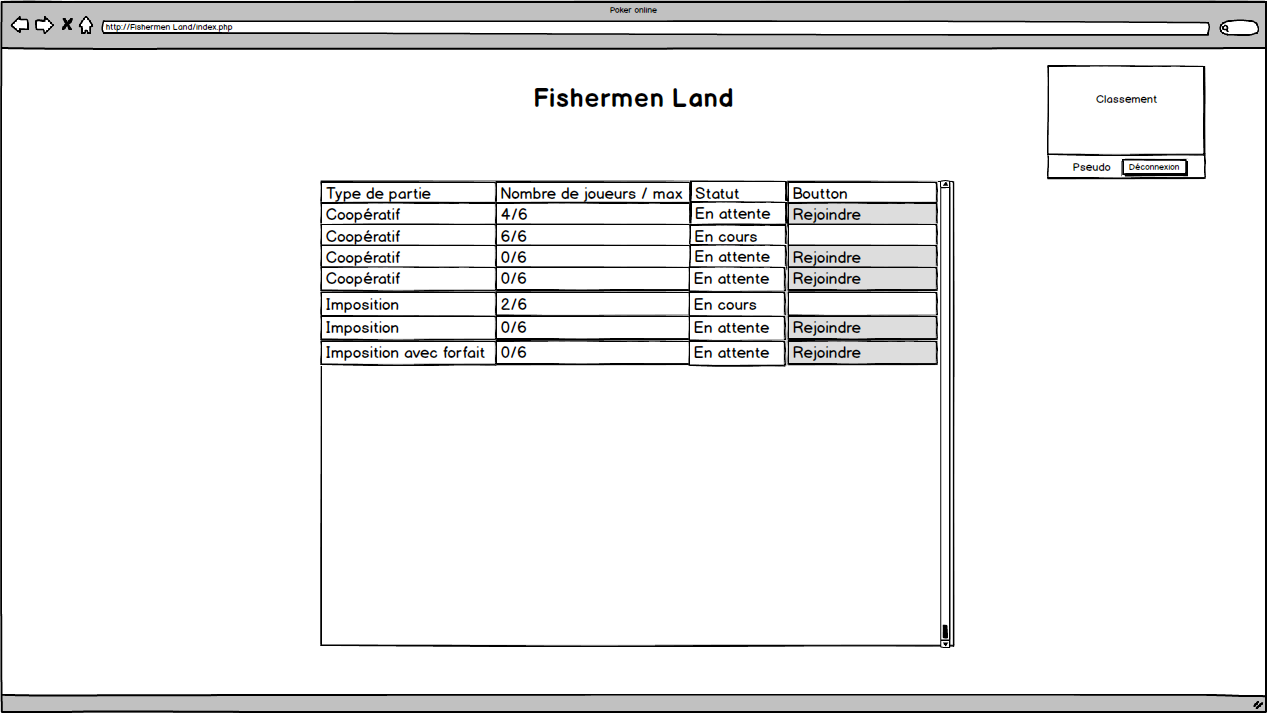 Poker online
http://Fishermen Land/index.php
Fishermen Land
Classement
Pseudo Déconnexion
Type de partie Nombre de joueurs / max Statut Boutton
Coopératif 4/6 En attente Rejoindre
Coopératif 6/6 En cours
Coopératif 0/6 En attente Rejoindre
Coopératif 0/6 En attente Rejoindre
Imposition 2/6 En cours
Imposition 0/6 En attente Rejoindre
Imposition avec forfait 0/6 En attente Rejoindre